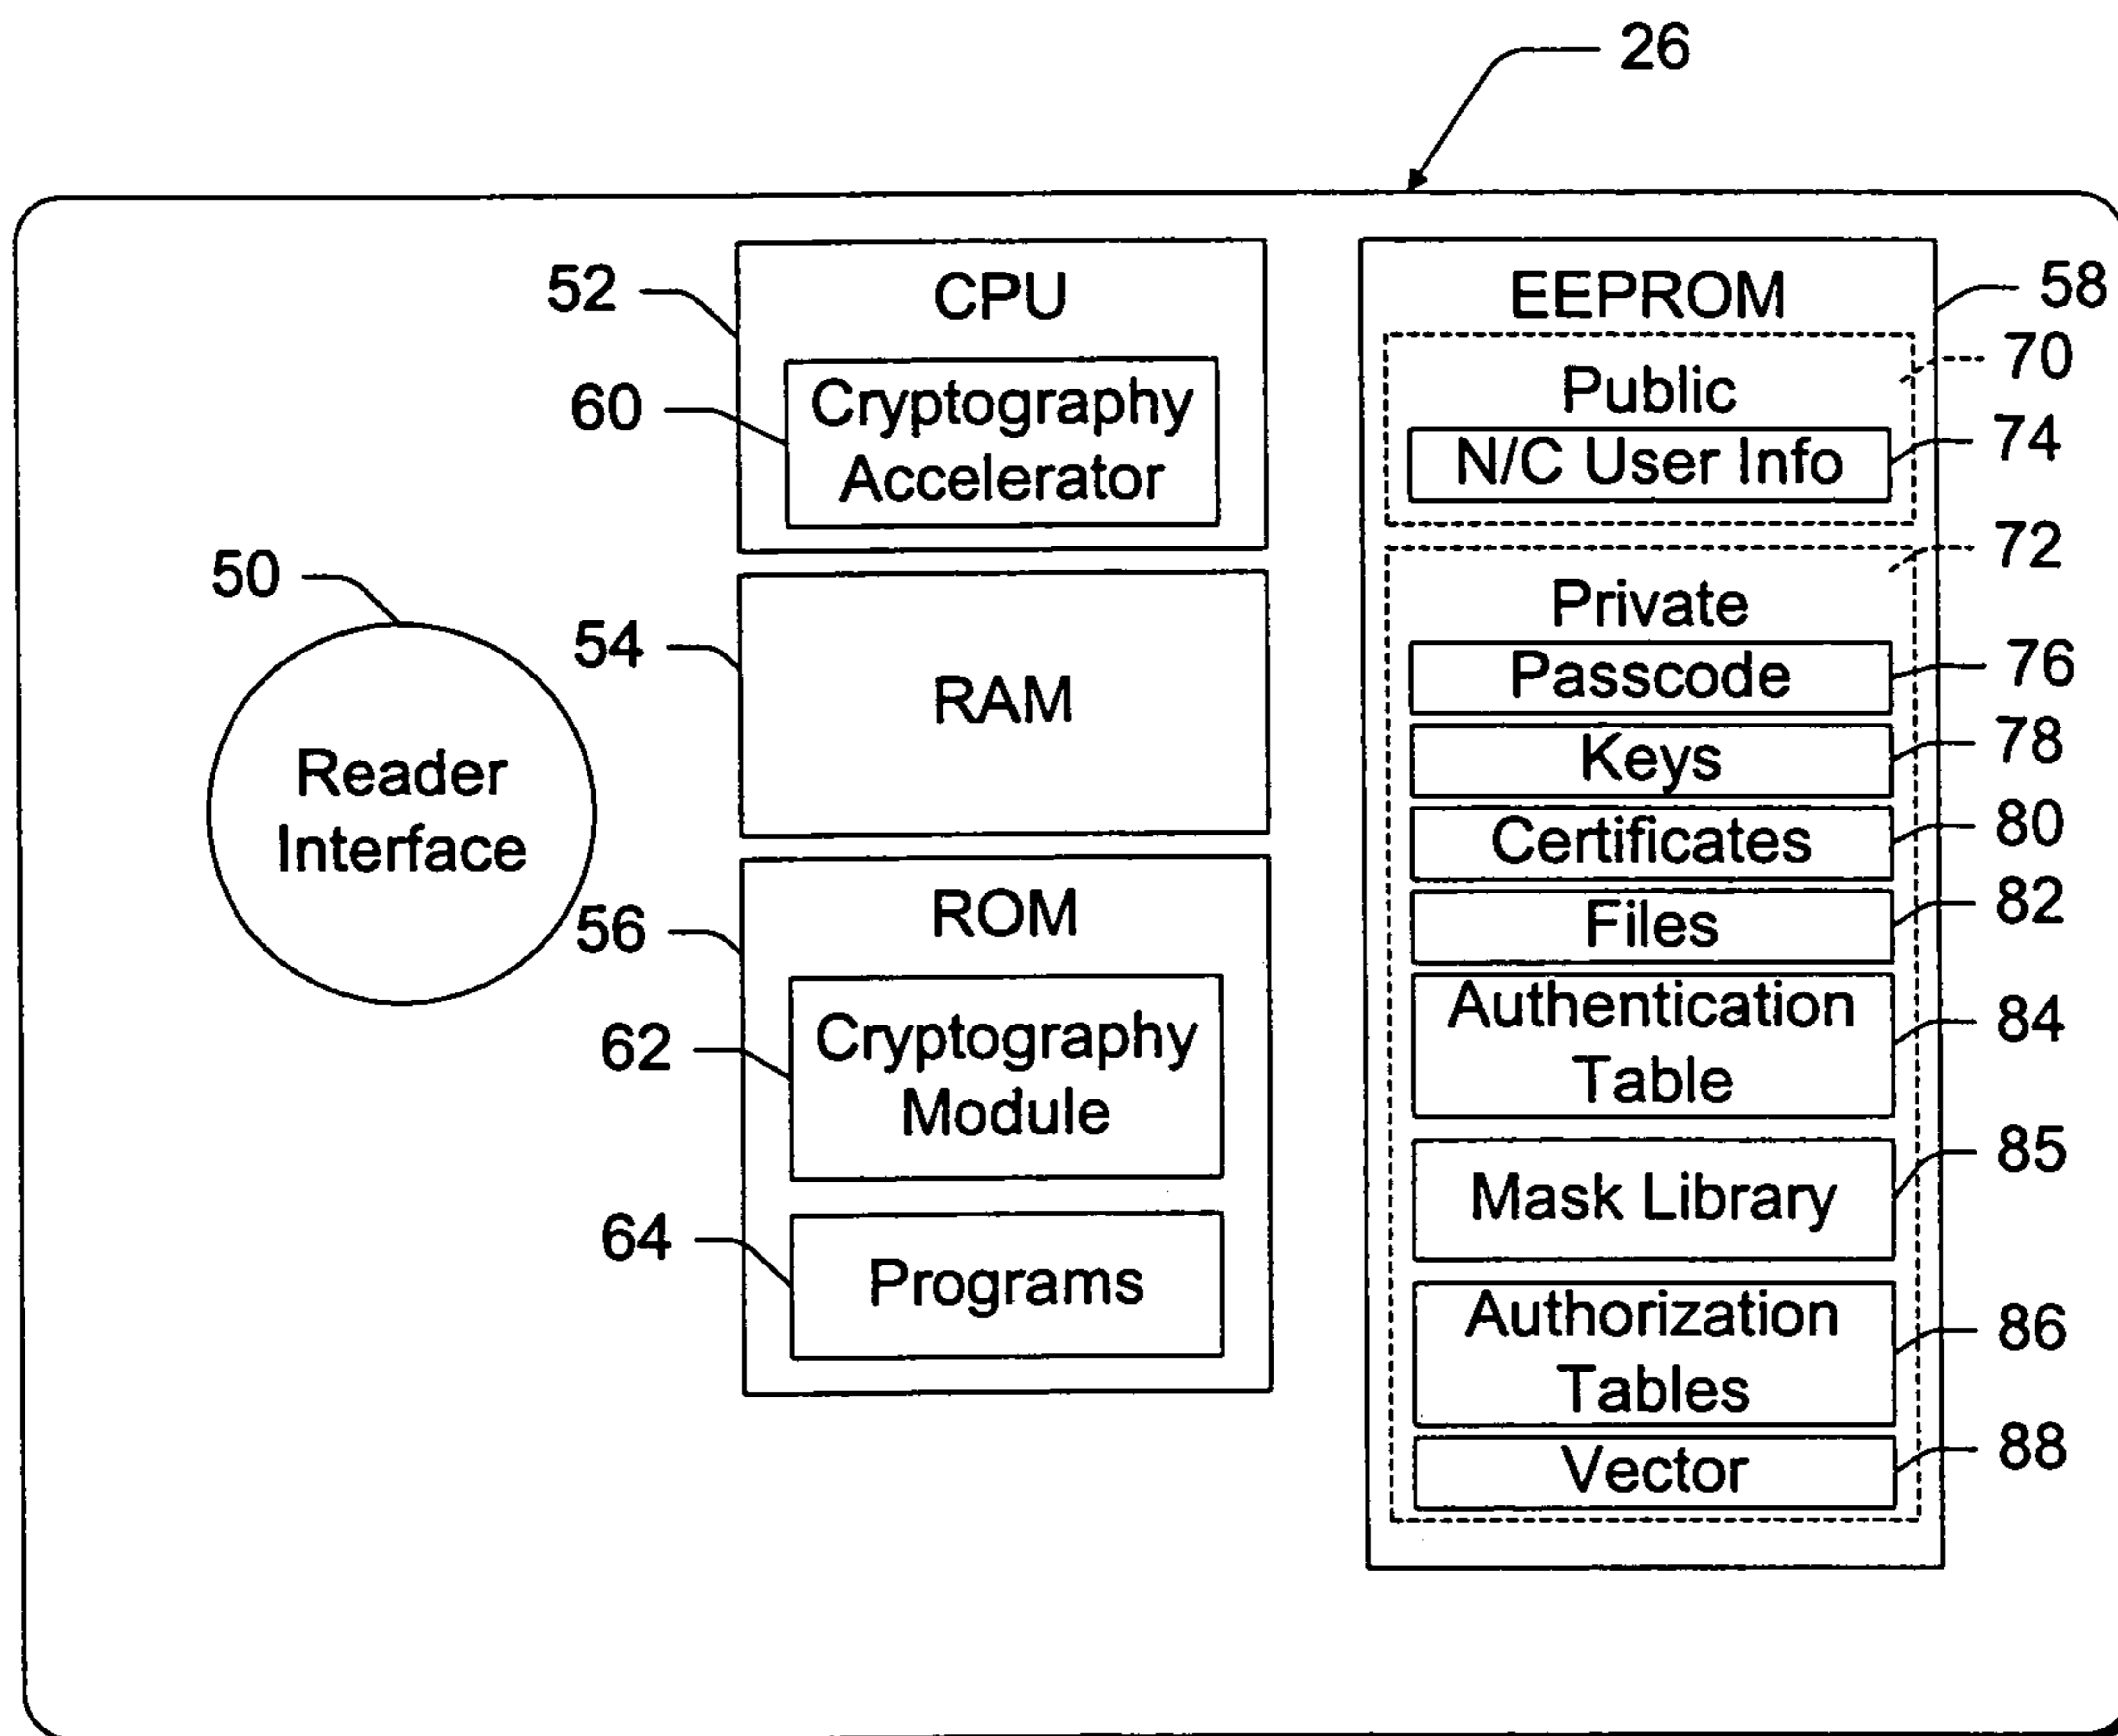 26
52
CPU
60
Cryptography
Accelerator
50
Reader
Interface
54
RAM
56
ROM
62
Cryptography
Module
64
Programs
EEPROM
58
Public
70
N/C User Info
74
Private
72
Passcode
76
Keys
78
Certificates
80
Files
82
Authentication
Table
84
Mask Library
85
Authorization
Tables
86
Vector
88